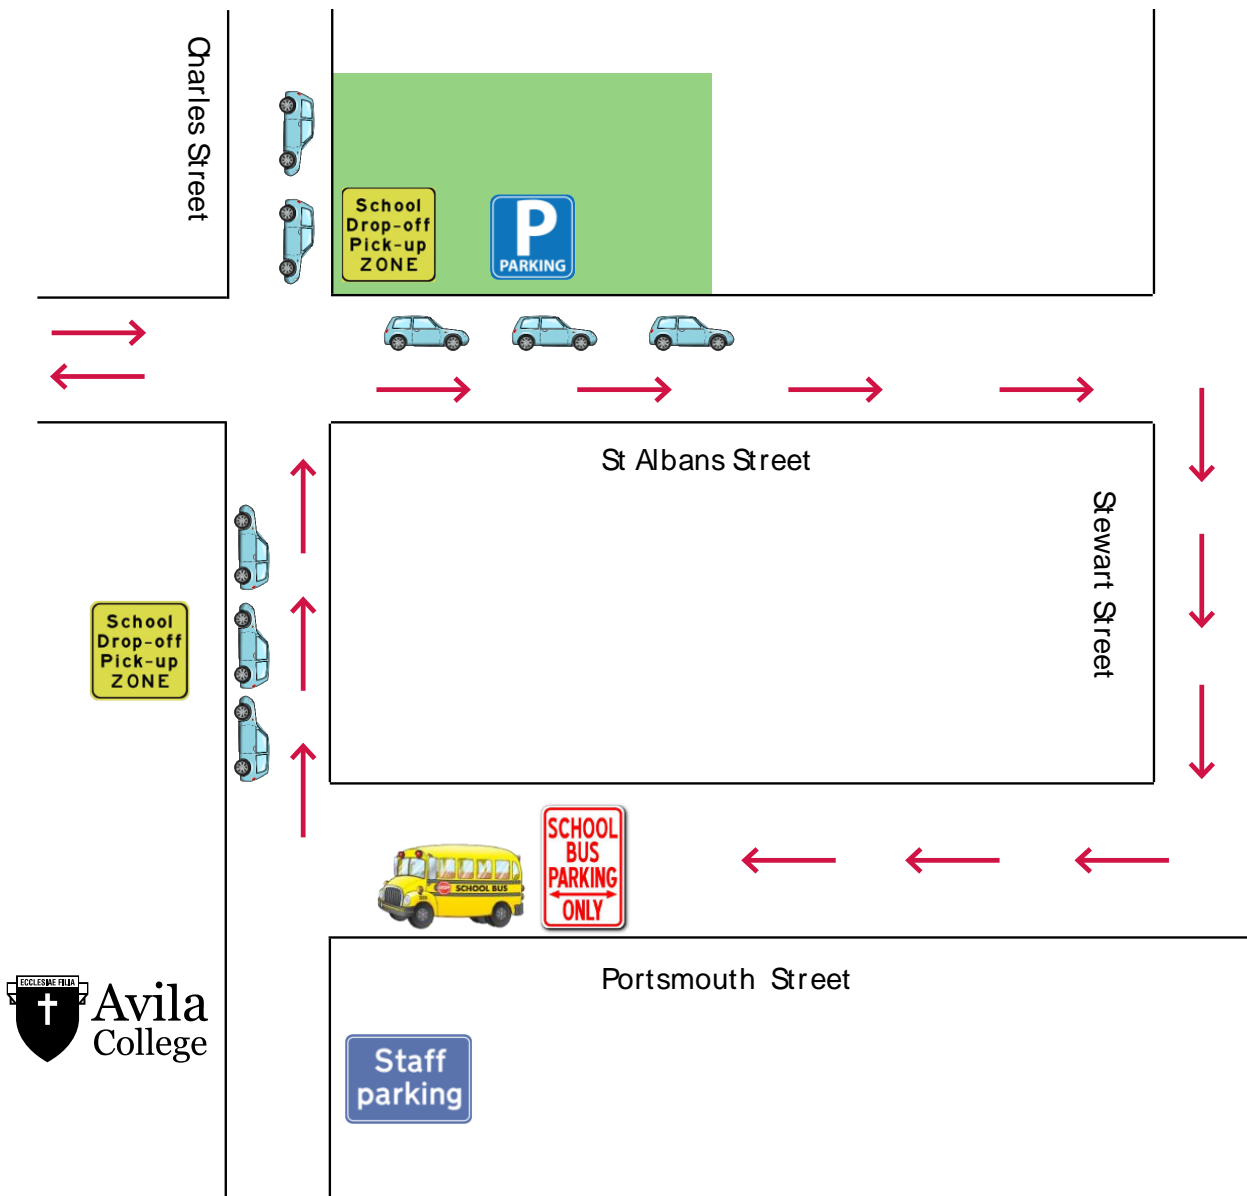 Charles Street
School
Drop-off
Pick-up
ZONE
P
PARKING
St Albans Street
Stewart Street
School
Drop-off
Pick-up
ZONE
SCHOOL
BUS
PARKING
ONLY
SCHOOL BUS
Portsmouth Street
ECCLESIAE FILIA
Avila
College
Staff
parking